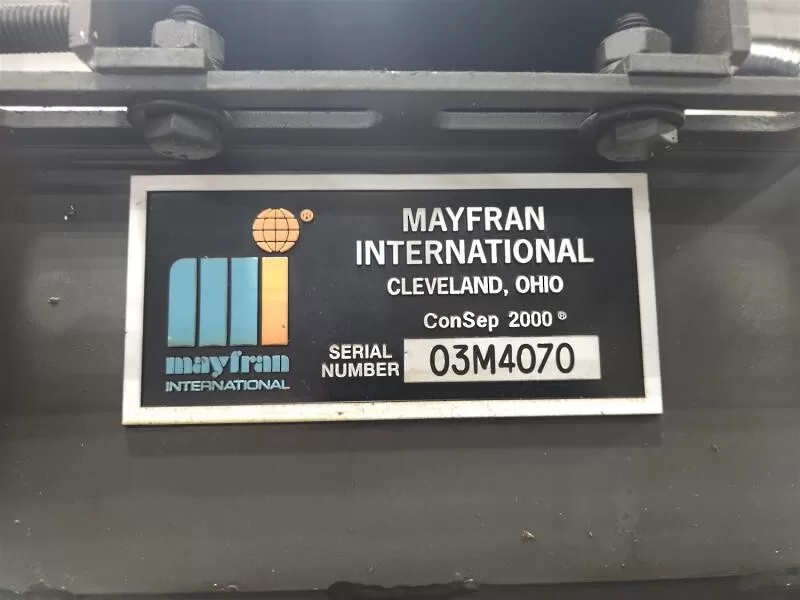 ®
mayfran
INTERNATIONAL
MAYFRAN
INTERNATIONAL
CLEVELAND, OHIO
ConSep 2000 ®
SERIAL
NUMBER
03M4070